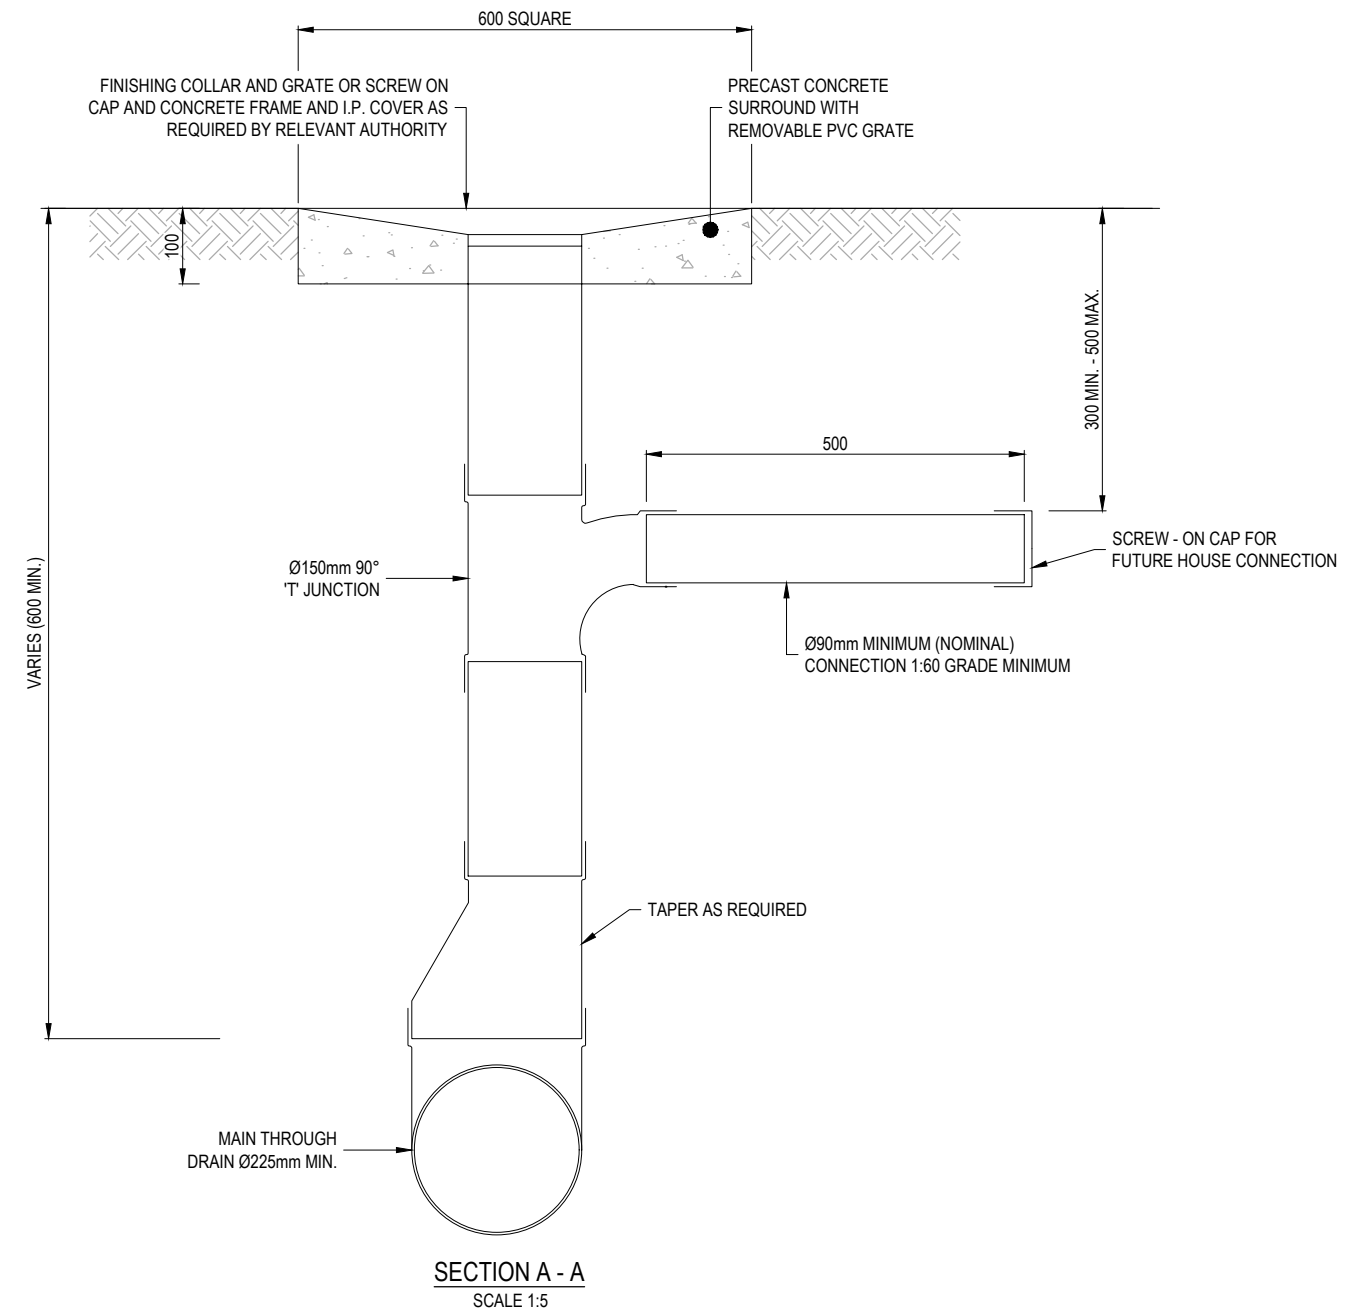 600 SQUARE
FINISHING COLLAR AND GRATE OR SCREW ON
CAP AND CONCRETE FRAME AND I.P. COVER AS
REQUIRED BY RELEVANT AUTHORITY
PRECAST CONCRETE
SURROUND WITH
REMOVABLE PVC GRATE
100
300 MIN. - 500 MAX.
500
SCREW - ON CAP FOR
FUTURE HOUSE CONNECTION
Ø150mm 90°
'T' JUNCTION
VARIES (600 MIN.)
Ø90mm MINIMUM (NOMINAL)
CONNECTION 1:60 GRADE MINIMUM
TAPER AS REQUIRED
MAIN THROUGH
DRAIN Ø225mm MIN.
SECTION A - A
SCALE 1:5